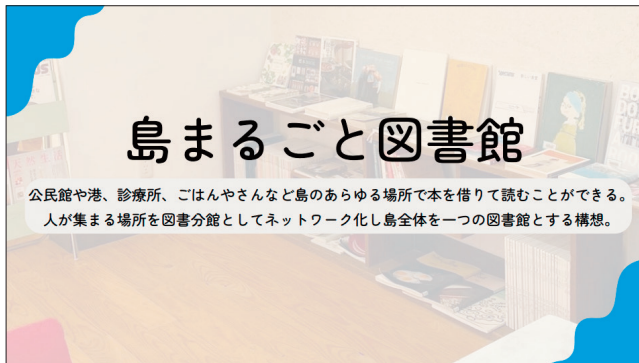 島まるごと図書館
公民館や港、診療所、ごはんやさんなど島のあらゆる場所で本を借りて読むことができる。
人が集まる場所を図書分館としてネットワーク化し島全体を一つの図書館とする構想。